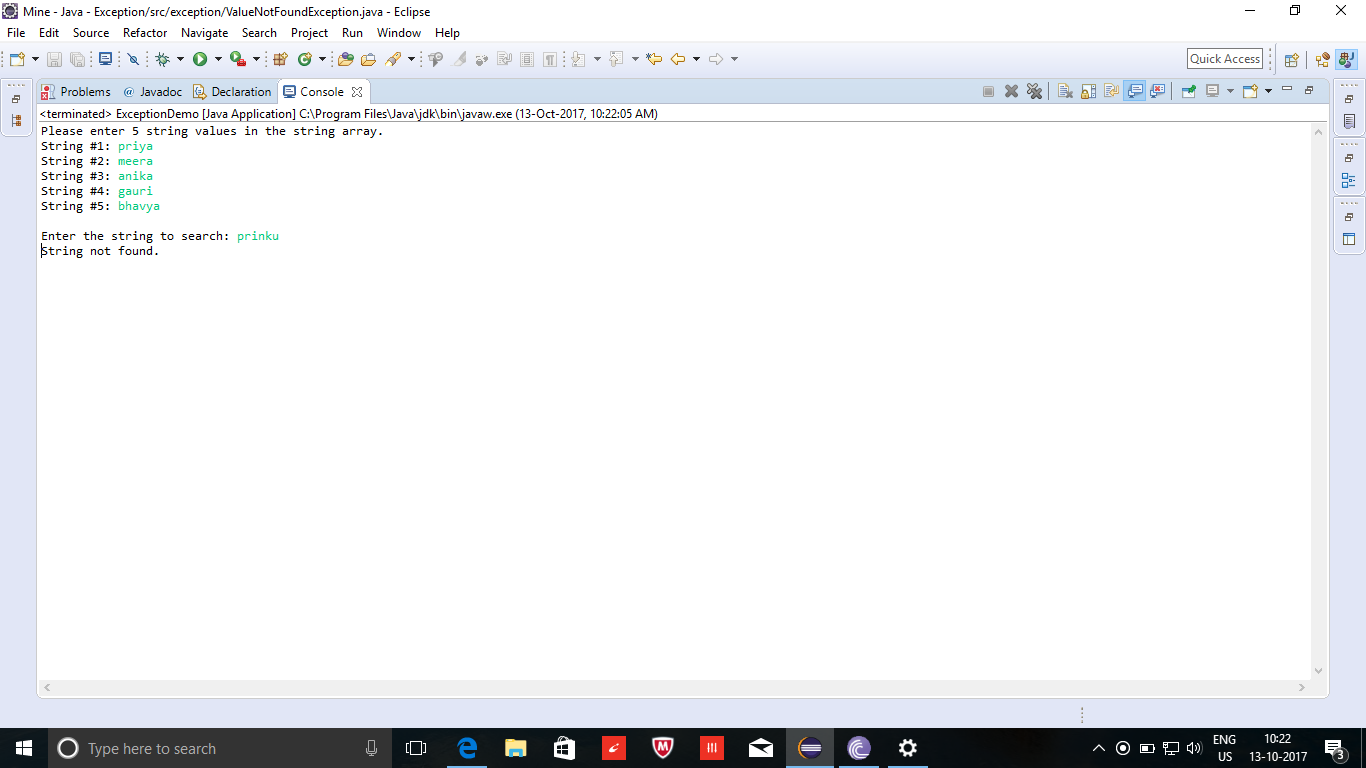 Mine - Java - Exception/src/exception/ValueNotFoundException.java - Eclipse
File Edit Source Refactor Navigate Search Project Run Window Help
Quick Access
Problems @ Javadoc Declaration Console
<terminated> ExceptionDemo [Java Application] C:\Program Files\Java\jdk\bin\javaw.exe (13-Oct-2017, 10:22:05 AM)
Please enter 5 string values in the string array.
String #1: priya
String #2: meera
String #3: anika
String #4: gauri
String #5: bhavya
Enter the string to search: prinku
String not found.
Type here to search
ENG 10:22
US 13-10-2017
3